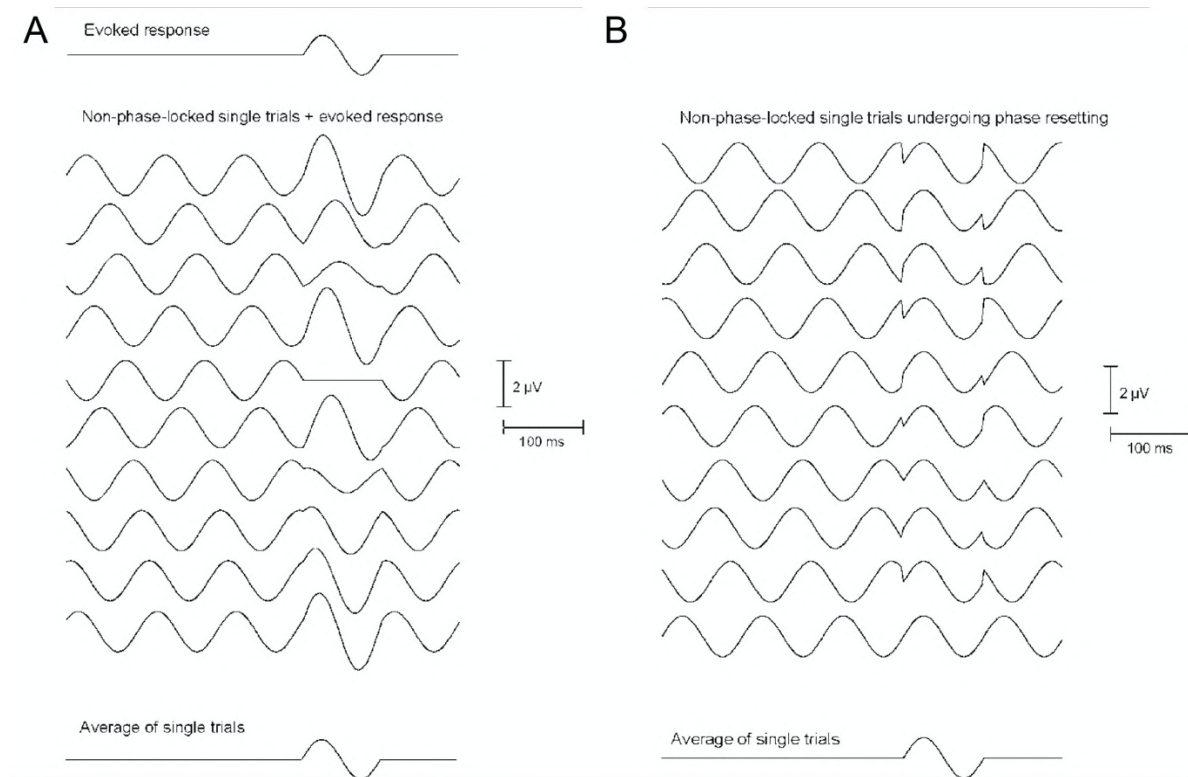 A
Evoked response
Non-phase-locked single trials + evoked response
2 µV
100 ms
Average of single trials
B
Non-phase-locked single trials undergoing phase resetting
2 µV
100 ms
Average of single trials